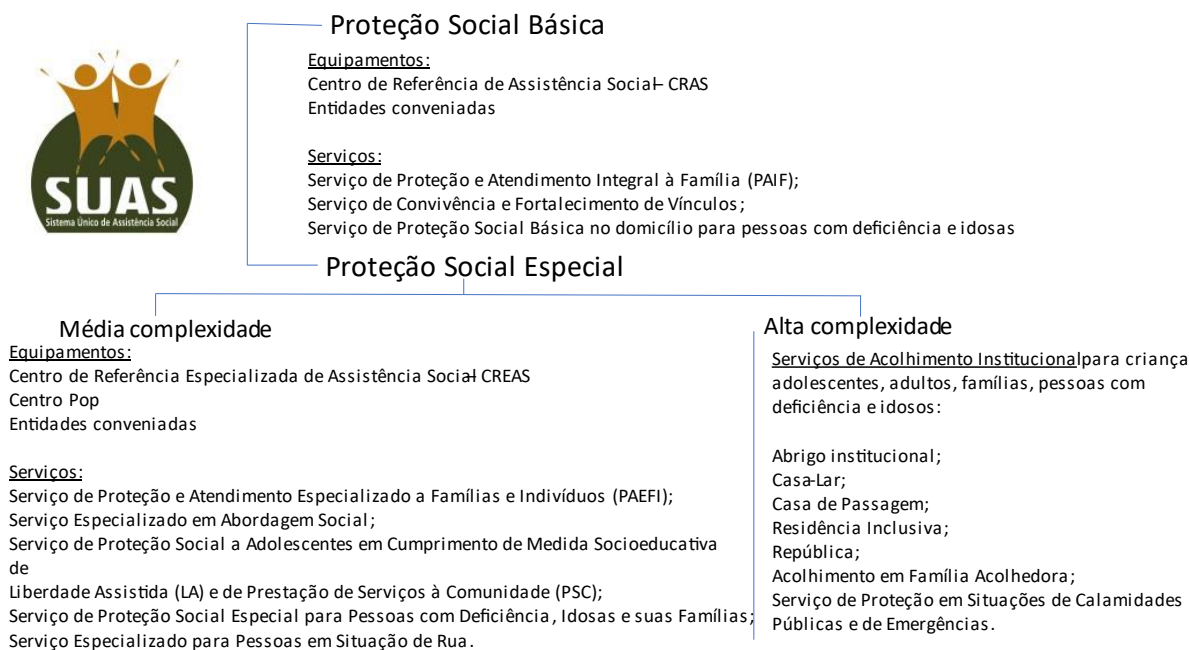 Proteção Social Básica
Equipamentos:
Centro de Referência de Assistência Social– CRAS
Entidades conveniadas
Serviços:
Serviço de Proteção e Atendimento Integral à Família (PAIF);
Serviço de Convivência e Fortalecimento de Vínculos;
Serviço de Proteção Social Básica no domicílio para pessoas com deficiência e idosas
SUAS
Sistema Único de Assistência Social
Proteção Social Especial
Média complexidade
Equipamentos:
Centro de Referência Especializada de Assistência Social– CREAS
Centro Pop
Entidades conveniadas
Serviços:
Serviço de Proteção e Atendimento Especializado a Famílias e Indivíduos (PAEFI);
Serviço Especializado em Abordagem Social;
Serviço de Proteção Social a Adolescentes em Cumprimento de Medida Socioeducativa
de
Liberdade Assistida (LA) e de Prestação de Serviços à Comunidade (PSC);
Serviço de Proteção Social Especial para Pessoas com Deficiência, Idosas e suas Famílias;
Serviço Especializado para Pessoas em Situação de Rua.
Alta complexidade
Serviços de Acolhimento Institucionalpara criança
adolescentes, adultos, famílias, pessoas com
deficiência e idosos:
Abrigo institucional;
Casa-Lar;
Casa de Passagem;
Residência Inclusiva;
República;
Acolhimento em Família Acolhedora;
Serviço de Proteção em Situações de Calamidades
Públicas e de Emergências.